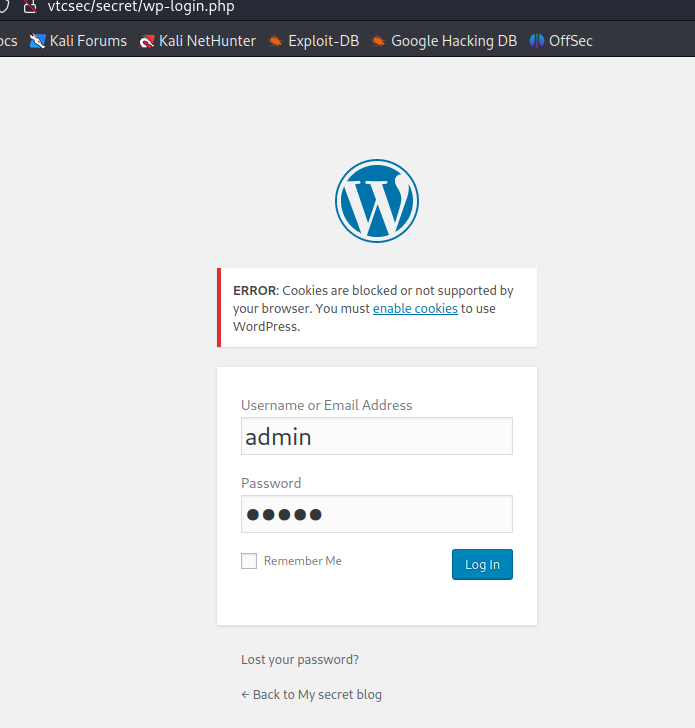 vtcsec/secret/wp-login.php
ocs Kali Forums Kali NetHunter Exploit-DB Google Hacking DB OffSec
ERROR: Cookies are blocked or not supported by
your browser. You must enable cookies to use
WordPress.
Username or Email Address
admin
Password
●●●●●
Remember Me
Log In
Lost your password?
← Back to My secret blog